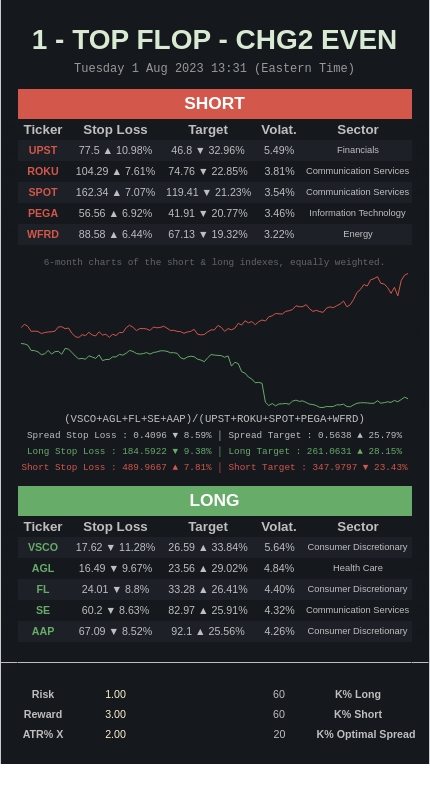 1 - TOP FLOP - CHG2 EVEN
Tuesday 1 Aug 2023 13:31 (Eastern Time)
SHORT
Ticker Stop Loss Target Volat. Sector
UPST 77.5 ▲ 10.98% 46.8 ▼ 32.96% 5.49% Financials
ROKU 104.29 ▲ 7.61% 74.76 ▼ 22.85% 3.81% Communication Services
SPOT 162.34 ▲ 7.07% 119.41 ▼ 21.23% 3.54% Communication Services
PEGA 56.56 ▲ 6.92% 41.91 ▼ 20.77% 3.46% Information Technology
WFRD 88.58 ▲ 6.44% 67.13 ▼ 19.32% 3.22% Energy
6-month charts of the short & long indexes, equally weighted.
(VSCO+AGL+FL+SE+AAP)/(UPST+ROKU+SPOT+PEGA+WFRD)
Spread Stop Loss : 0.4096 ▼ 8.59% | Spread Target : 0.5638 ▲ 25.79%
Long Stop Loss : 184.5922 ▼ 9.38% | Long Target : 261.0631 ▲ 28.15%
Short Stop Loss : 489.9667 ▲ 7.81% | Short Target : 347.9797 ▼ 23.43%
LONG
Ticker Stop Loss Target Volat. Sector
VSCO 17.62 ▼ 11.28% 26.59 ▲ 33.84% 5.64% Consumer Discretionary
AGL 16.49 ▼ 9.67% 23.56 ▲ 29.02% 4.84% Health Care
FL 24.01 ▼ 8.8% 33.28 ▲ 26.41% 4.40% Consumer Discretionary
SE 60.2 ▼ 8.63% 82.97 ▲ 25.91% 4.32% Communication Services
AAP 67.09 ▼ 8.52% 92.1 ▲ 25.56% 4.26% Consumer Discretionary
Risk 1.00 60 K% Long
Reward 3.00 60 K% Short
ATR% X 2.00 20 K% Optimal Spread